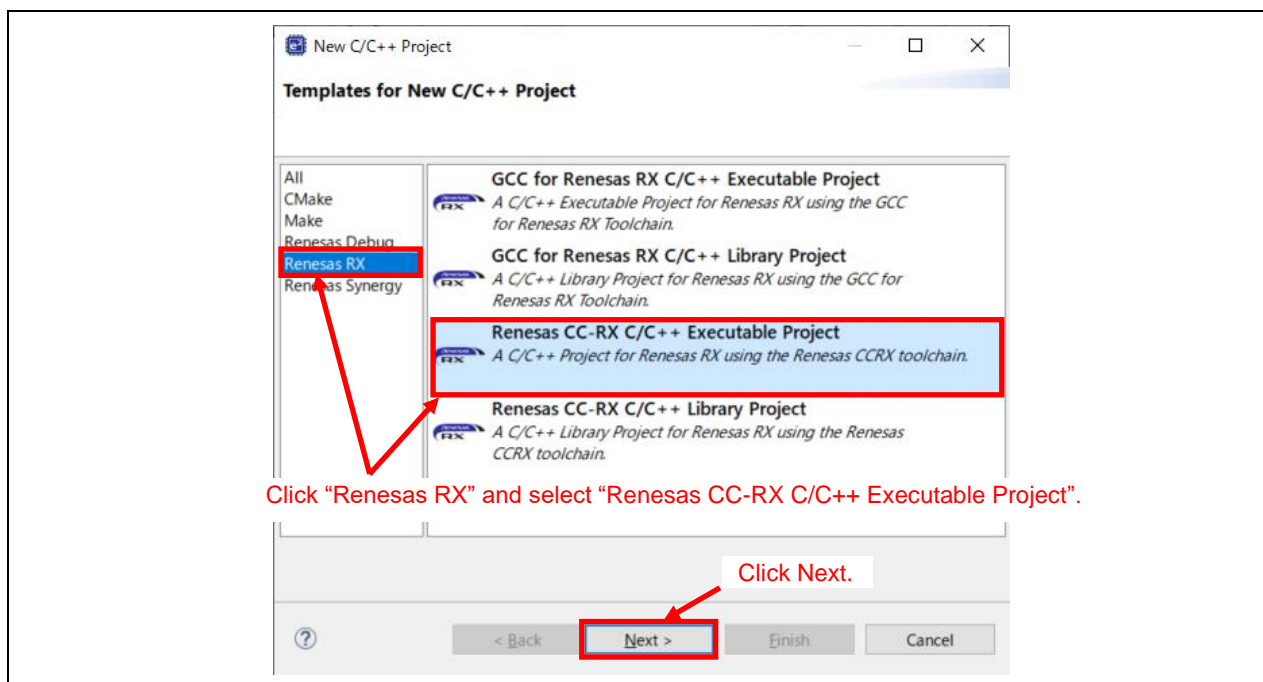 New C/C++ Project
Templates for New C/C++ Project
All
CMake
Make
Renesas Debug
Renesas RX
Renesas Synergy
GCC for Renesas RX C/C++ Executable Project
A C/C++ Executable Project for Renesas RX using the GCC
for Renesas RX Toolchain.
GCC for Renesas RX C/C++ Library Project
A C/C++ Library Project for Renesas RX using the GCC for
Renesas RX Toolchain.
Renesas CC-RX C/C++ Executable Project
A C/C++ Project for Renesas RX using the Renesas CCRX toolchain.
Renesas CC-RX C/C++ Library Project
A C/C++ Library Project for Renesas RX using the Renesas
CCRX toolchain.
Click “Renesas RX” and select “Renesas CC-RX C/C++ Executable Project”.
Click Next.
< Back
Next >
Finish
Cancel